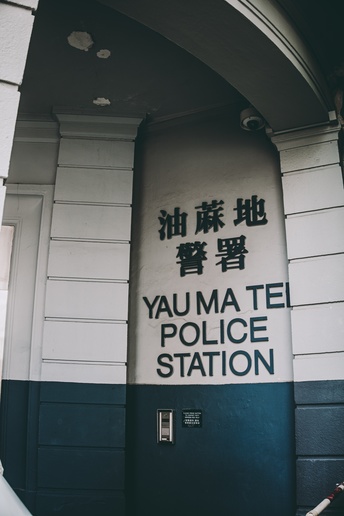 油蔴地
警署
YAU MA TEI
POLICE
STATION